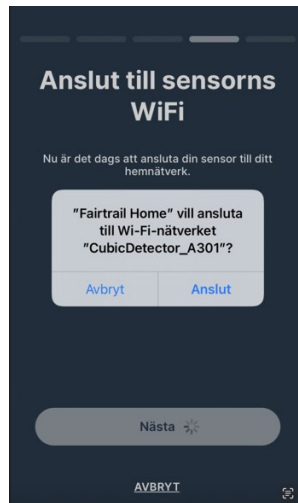 Anslut till sensorns
WiFi
Nu är det dags att ansluta din sensor till ditt
hemnätverk.
"Fairtrail Home" vill ansluta
till Wi-Fi-nätverket
"CubicDetector_A301"?
Avbryt Anslut
Nästa
AVBRYT